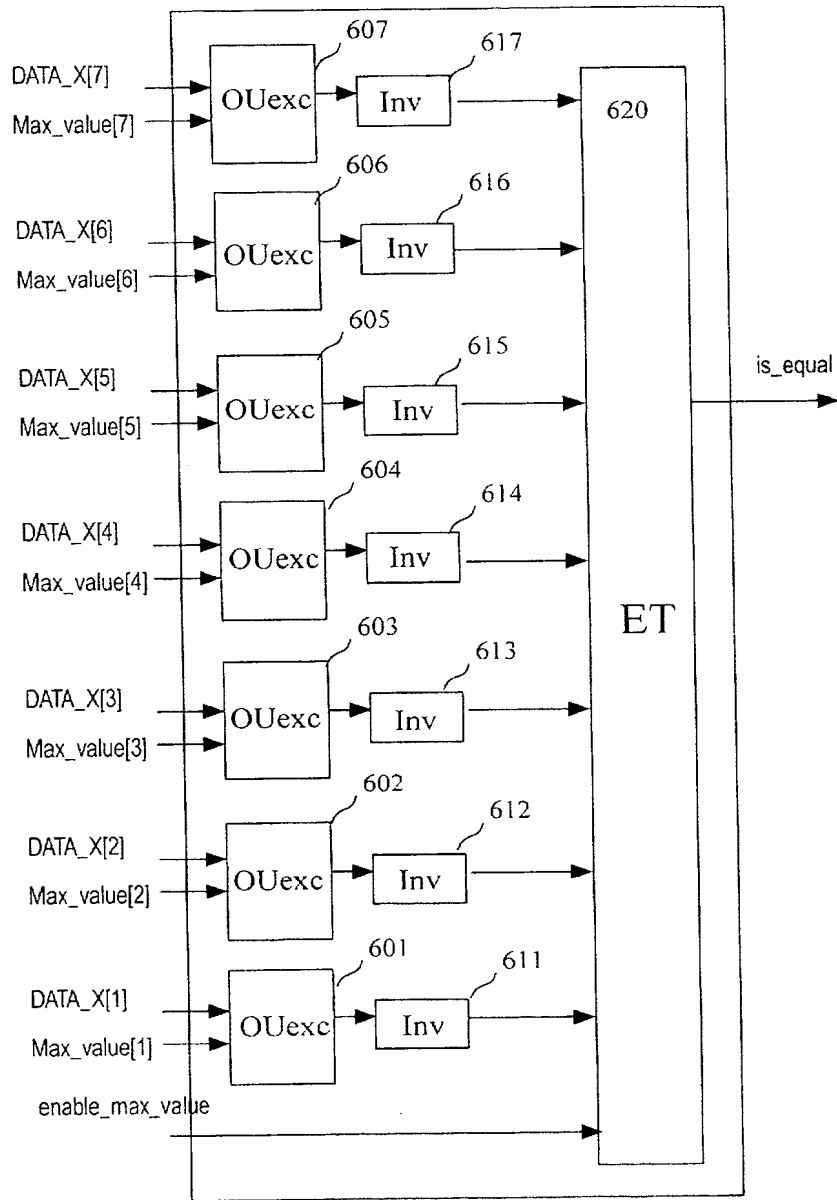 607
617
DATA_X[7]
OUexc
Inv
620
Max_value[7]
606
616
DATA_X[6]
OUexc
Inv
Max_value[6]
605
615
DATA_X[5]
OUexc
Inv
is_equal
Max_value[5]
604
614
DATA_X[4]
OUexc
Inv
Max_value[4]
ET
603
613
DATA_X[3]
OUexc
Inv
Max_value[3]
602
612
DATA_X[2]
OUexc
Inv
Max_value[2]
601
611
DATA_X[1]
OUexc
Inv
Max_value[1]
enable_max_value